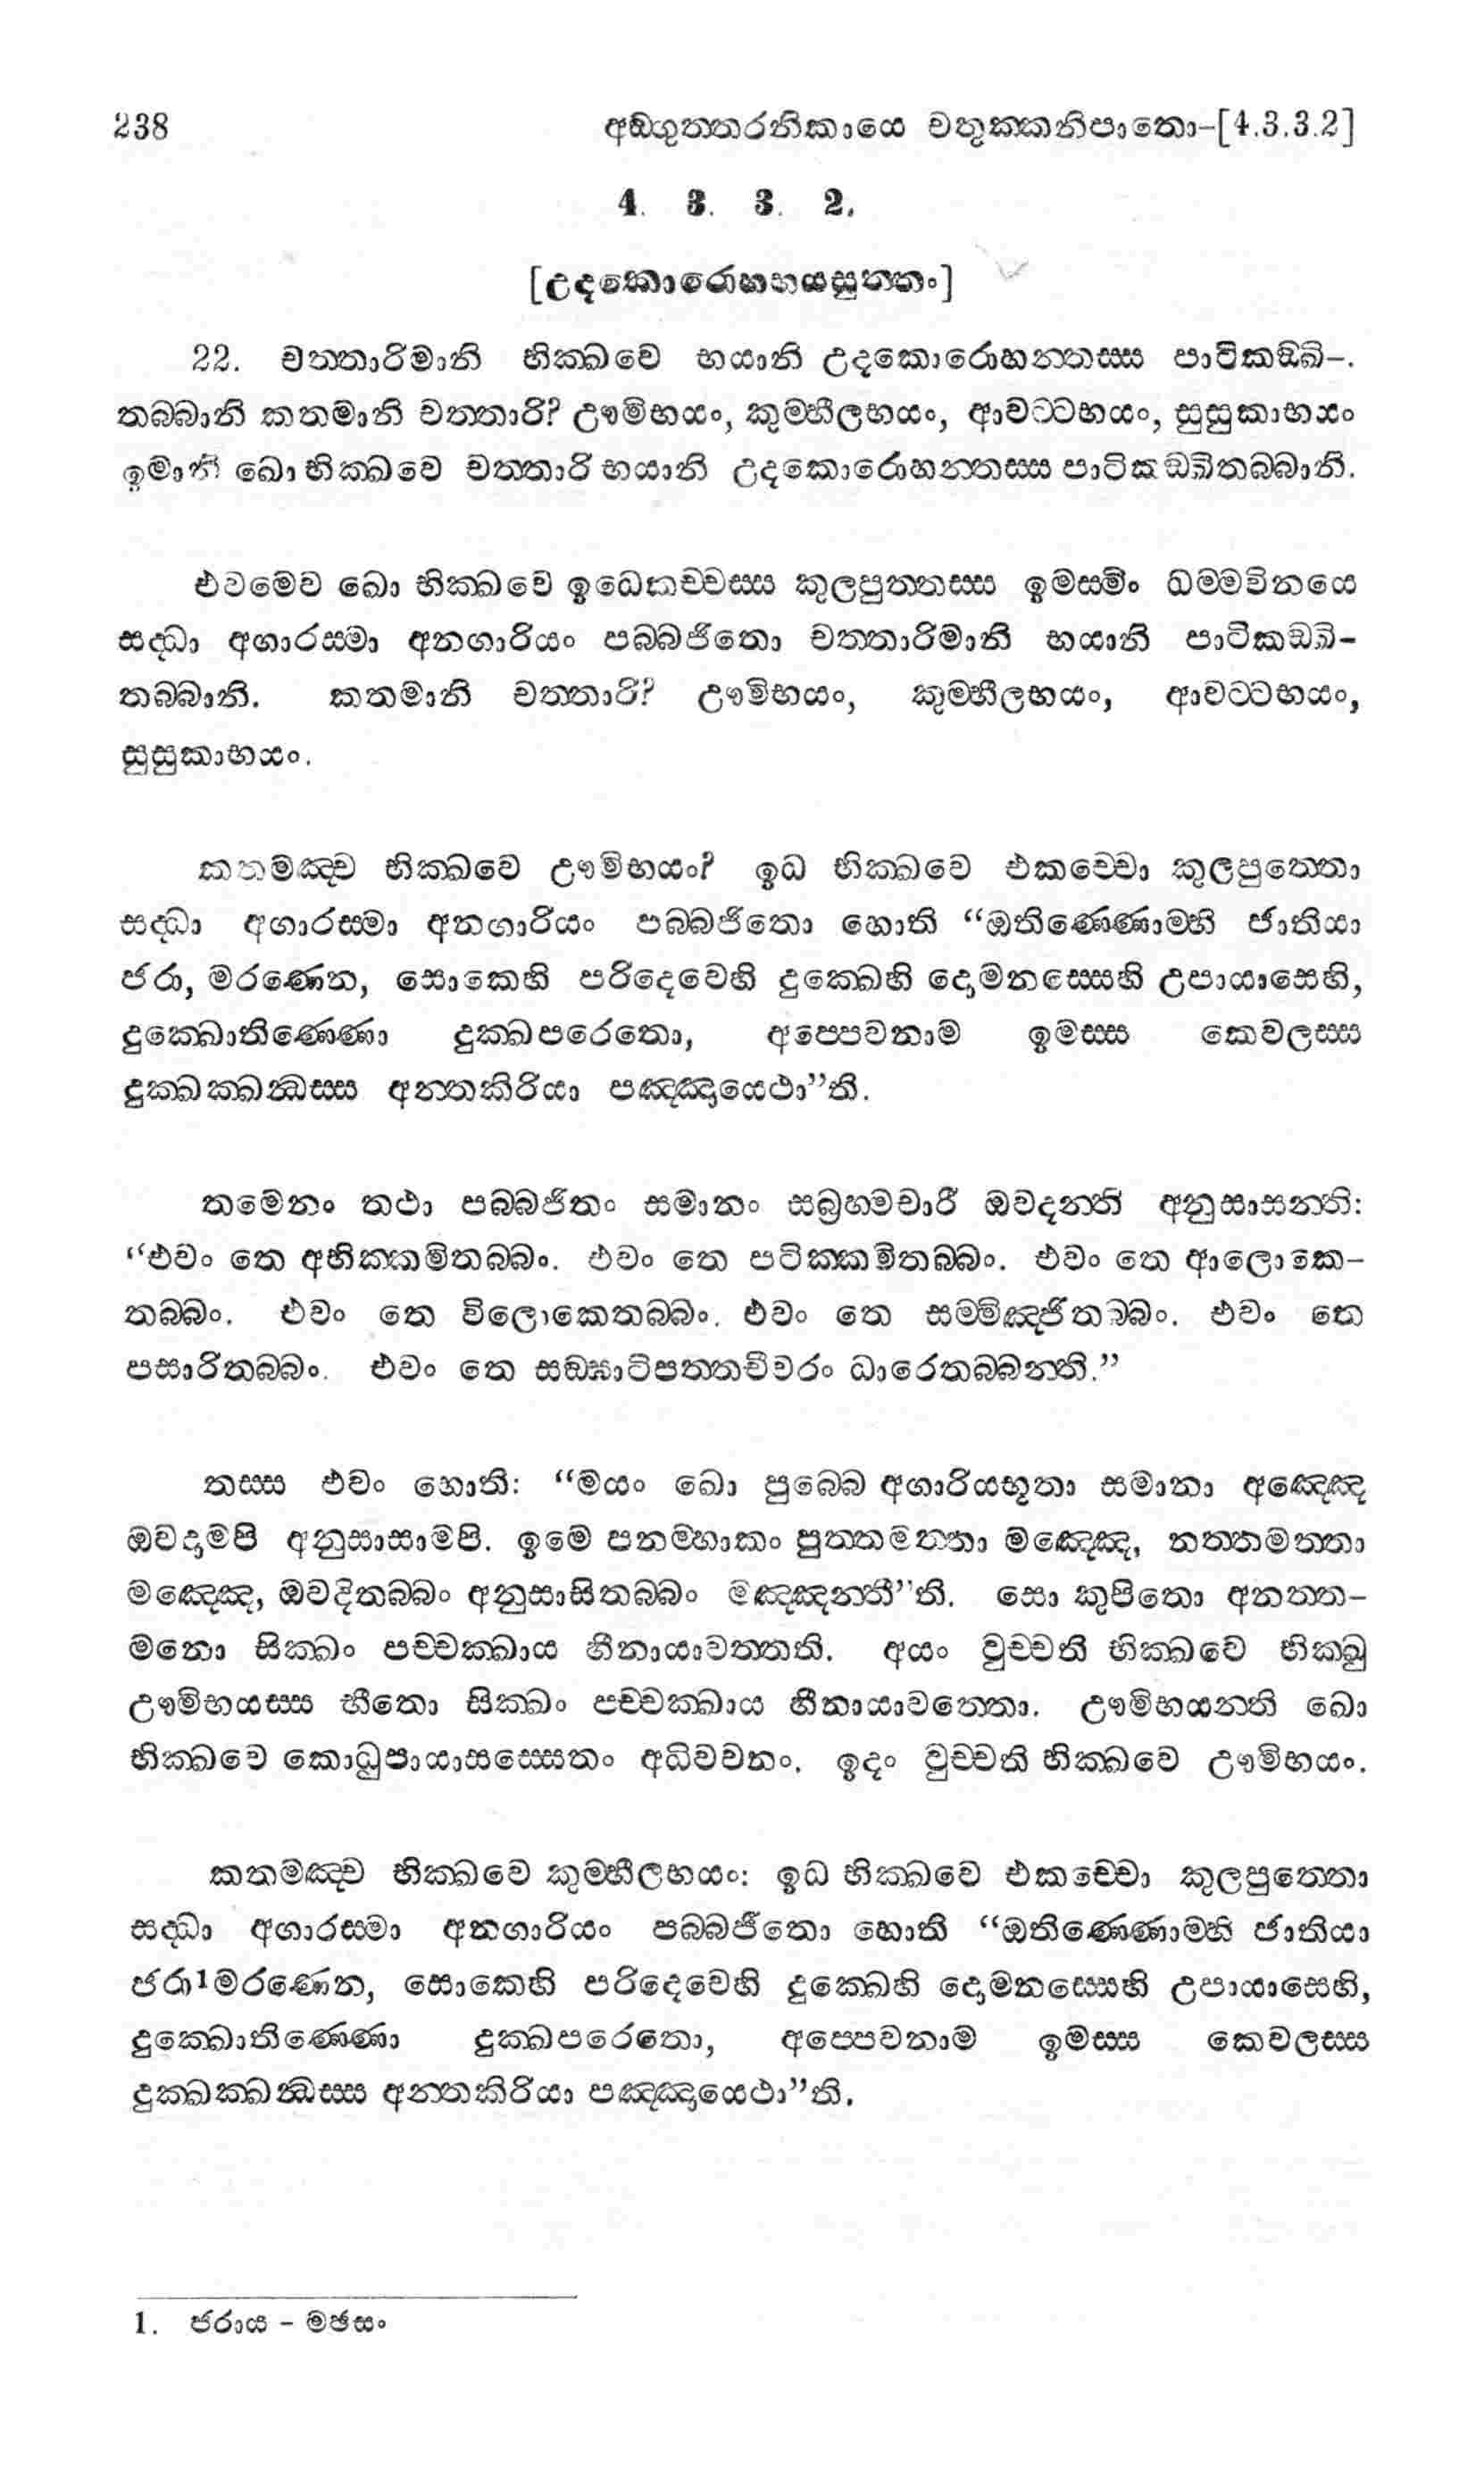 238 අඞ්ගුත්තරනිකායෙ චතුක්කනිපාතො–[4.3.3.2]
4. 3. 3. 2.
[උදකොරොහභයසුත්තං]
22. චත්තාරිමානි භික්ඛවෙ භයානි උදකොරොහන්තස්ස පාටිකඞ්ඛි–.
තබ්බානි කතමානි චත්තාරි? ඌමිභයං, කුම්භීලභයං, ආවට්ටභයං, සුසුකාභයං
ඉමානි ඛො භික්ඛවෙ චත්තාරි භයානි උදකොරොහන්තස්ස පාටිකඞ්ඛිතබ්බානි.
එවමෙව ඛො භික්ඛවෙ ඉධෙකච්චස්ස කුලපුත්තස්ස ඉමස්මිං ධම්මවිනයෙ
සද්ධා අගාරස්මා අනගාරියං පබ්බජිතො චත්තාරිමානි භයානි පාටිකඞ්ඛි–
තබ්බානි. කතමානි චත්තාරි? ඌමිභයං, කුම්භීලභයං, ආවට්ටභයං,
සුසුකාභයං.
කතමඤ්ච භික්ඛවෙ ඌමිභයං? ඉධ භික්ඛවෙ එකච්චො කුලපුත්තො
සද්ධා අගාරස්මා අනගාරියං පබ්බජිතො හොති “ඔතිණ්ණොම්හි ජාතියා
ජරා, මරණෙන, සොකෙහි පරිදෙවෙහි දුක්ඛෙහි දොමනස්සෙහි උපායාසෙහි,
දුක්ඛොතිණ්ණො දුක්ඛපරෙතො, අප්පෙවනාම ඉමස්ස කෙවලස්ස
දුක්ඛක්ඛන්ධස්ස අන්තකිරියා පඤ්ඤායෙථා”ති.
තමෙනං තථා පබ්බජිතං සමානං සබ්‍රහ්මචාරී ඔවදන්ති අනුසාසන්ති:
“එවං තෙ අභික්කමිතබ්බං. එවං තෙ පටික්කමිතබ්බං. එවං තෙ ආලොකෙ–
තබ්බං. එවං තෙ විලොකෙතබ්බං. එවං තෙ සම්මිඤ්ජිතබ්බං. එවං තෙ
පසාරිතබ්බං. එවං තෙ සඞ්ඝාටිපත්තචීවරං ධාරෙතබ්බන්ති.”
තස්ස එවං හොති: “මයං ඛො පුබ්බෙ අගාරියභූතා සමානා අඤ්ඤෙ
ඔවදාමපි අනුසාසාමපි. ඉමෙ පනම්හාකං පුත්තමත්තා මඤ්ඤෙ, නත්තමත්තා
මඤ්ඤෙ, ඔවදිතබ්බං අනුසාසිතබ්බං මඤ්ඤන්තී”ති. සො කුපිතො අනත්ත–
මනො සික්ඛං පච්චක්ඛාය හීනායාවත්තති. අයං වුච්චති භික්ඛවෙ භික්ඛු
ඌමිභයස්ස භීතො සික්ඛං පච්චක්ඛාය හීනායාවත්තො. ඌමිභයන්ති ඛො
භික්ඛවෙ කොධුපායාසස්සෙතං අධිවචනං. ඉදං වුච්චති භික්ඛවෙ ඌමිභයං.
කතමඤ්ච භික්ඛවෙ කුම්භීලභයං: ඉධ භික්ඛවෙ එකච්චො කුලපුත්තො
සද්ධා අගාරස්මා අනගාරියං පබ්බජිතො හොති “ඔතිණ්ණොම්හි ජාතියා
ජරා1මරණෙන, සොකෙහි පරිදෙවෙහි දුක්ඛෙහි දොමනස්සෙහි උපායාසෙහි,
දුක්ඛොතිණ්ණො දුක්ඛපරෙතො, අප්පෙවනාම ඉමස්ස කෙවලස්ස
දුක්ඛක්ඛන්ධස්ස අන්තකිරියා පඤ්ඤායෙථා”ති.
1. ජරාය – මඡසං